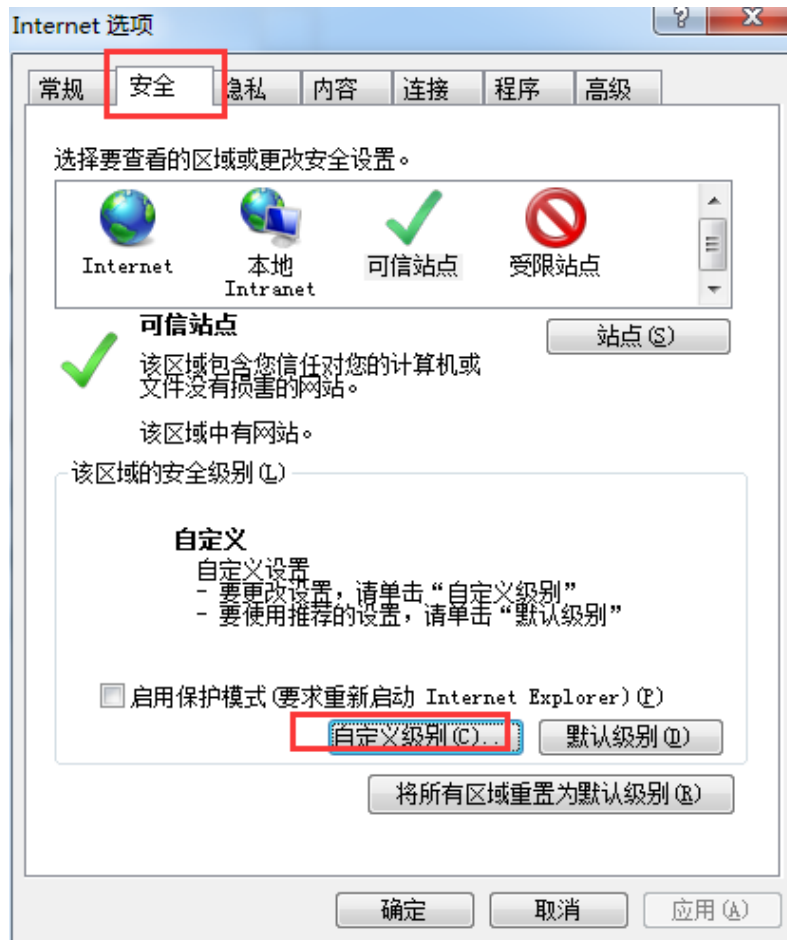 Internet 选项
常规 安全 隐私 内容 连接 程序 高级
选择要查看的区域或更改安全设置。
Internet
本地
Intranet
可信站点
受限站点
可信站点
站点(S)
该区域包含您信任对您的计算机或
文件没有损害的网站。
该区域中有网站。
该区域的安全级别(L)
自定义
自定义设置
- 要更改设置，请单击“自定义级别”
- 要使用推荐的设置，请单击“默认级别”
启用保护模式(要求重新启动 Internet Explorer)(P)
自定义级别(C)... 默认级别(D)
将所有区域重置为默认级别(R)
确定 取消 应用(A)